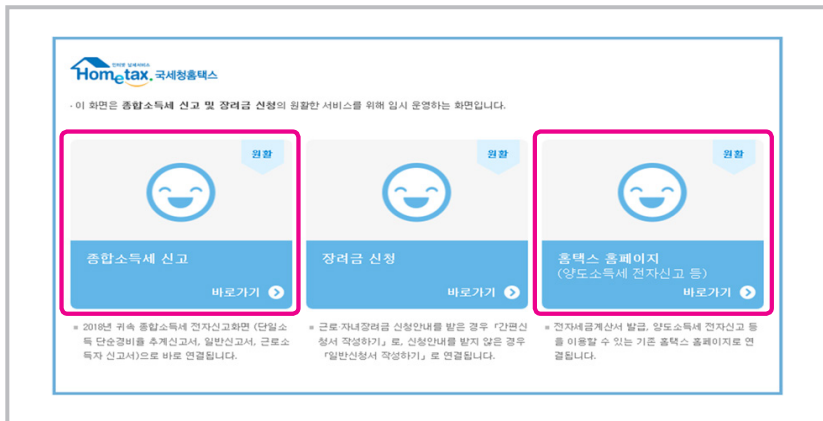 인터넷 납세서비스
Hometax. 국세청홈택스
· 이 화면은 종합소득세 신고 및 장려금 신청의 원활한 서비스를 위해 임시 운영하는 화면입니다.
원활
종합소득세 신고
바로가기
원활
장려금 신청
바로가기
원활
홈택스 홈페이지
(양도소득세 전자신고 등)
바로가기
2018년 귀속 종합소득세 전자신고화면 (단일소
득 단순경비율 추계신고서, 일반신고서, 근로소
득자 신고서)으로 바로 연결됩니다.
근로·자녀장려금 신청안내를 받은 경우 「간편신
청서 작성하기」로, 신청안내를 받지 않은 경우
「일반신청서 작성하기」로 연결됩니다.
전자세금계산서 발급, 양도소득세 전자신고 등
을 이용할 수 있는 기존 홈택스 홈페이지로 연
결됩니다.